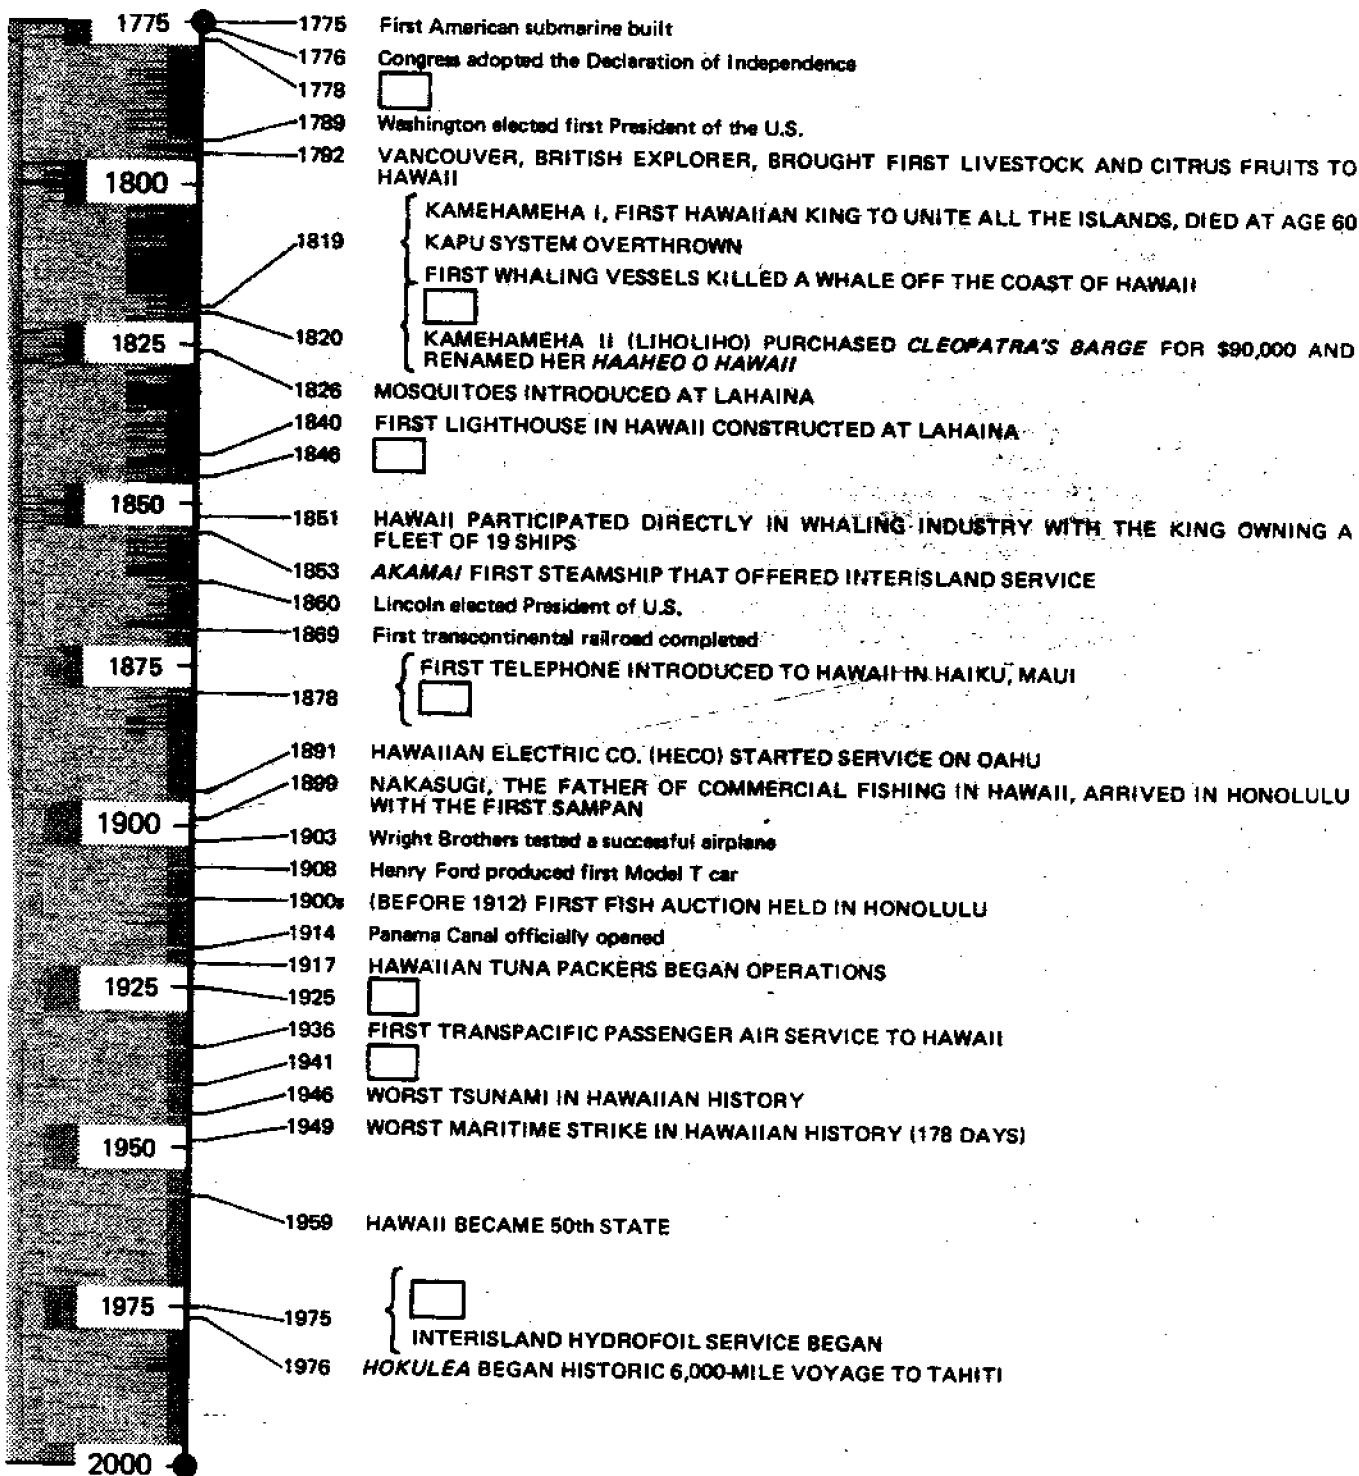 1775
1775 First American submarine built
1776 Congress adopted the Declaration of Independence
1778
1789 Washington elected first President of the U.S.
1792 VANCOUVER, BRITISH EXPLORER, BROUGHT FIRST LIVESTOCK AND CITRUS FRUITS TO
HAWAII
1800
KAMEHAMEHA I, FIRST HAWAIIAN KING TO UNITE ALL THE ISLANDS, DIED AT AGE 60
1819 KAPU SYSTEM OVERTHROWN
FIRST WHALING VESSELS KILLED A WHALE OFF THE COAST OF HAWAII
1820 KAMEHAMEHA II (LIHOLIHO) PURCHASED CLEOPATRA'S BARGE FOR $90,000 AND
RENAMED HER HAAHEO O HAWAII
1825
1826 MOSQUITOES INTRODUCED AT LAHAINA
1840 FIRST LIGHTHOUSE IN HAWAII CONSTRUCTED AT LAHAINA
1846
1850
1851 HAWAII PARTICIPATED DIRECTLY IN WHALING INDUSTRY WITH THE KING OWNING A
FLEET OF 19 SHIPS
1853 AKAMAI FIRST STEAMSHIP THAT OFFERED INTERISLAND SERVICE
1860 Lincoln elected President of U.S.
1869 First transcontinental railroad completed
1875
FIRST TELEPHONE INTRODUCED TO HAWAII IN HAIKU, MAUI
1878
1891 HAWAIIAN ELECTRIC CO. (HECO) STARTED SERVICE ON OAHU
1899 NAKASUGI, THE FATHER OF COMMERCIAL FISHING IN HAWAII, ARRIVED IN HONOLULU
WITH THE FIRST SAMPAN
1900
1903 Wright Brothers tested a successful airplane
1908 Henry Ford produced first Model T car
1900s (BEFORE 1912) FIRST FISH AUCTION HELD IN HONOLULU
1914 Panama Canal officially opened
1917 HAWAIIAN TUNA PACKERS BEGAN OPERATIONS
1925
1925
1936 FIRST TRANSPACIFIC PASSENGER AIR SERVICE TO HAWAII
1941
1946 WORST TSUNAMI IN HAWAIIAN HISTORY
1949 WORST MARITIME STRIKE IN HAWAIIAN HISTORY (178 DAYS)
1950
1959 HAWAII BECAME 50th STATE
1975
1975
INTERISLAND HYDROFOIL SERVICE BEGAN
1976 HOKULEA BEGAN HISTORIC 6,000-MILE VOYAGE TO TAHITI
2000